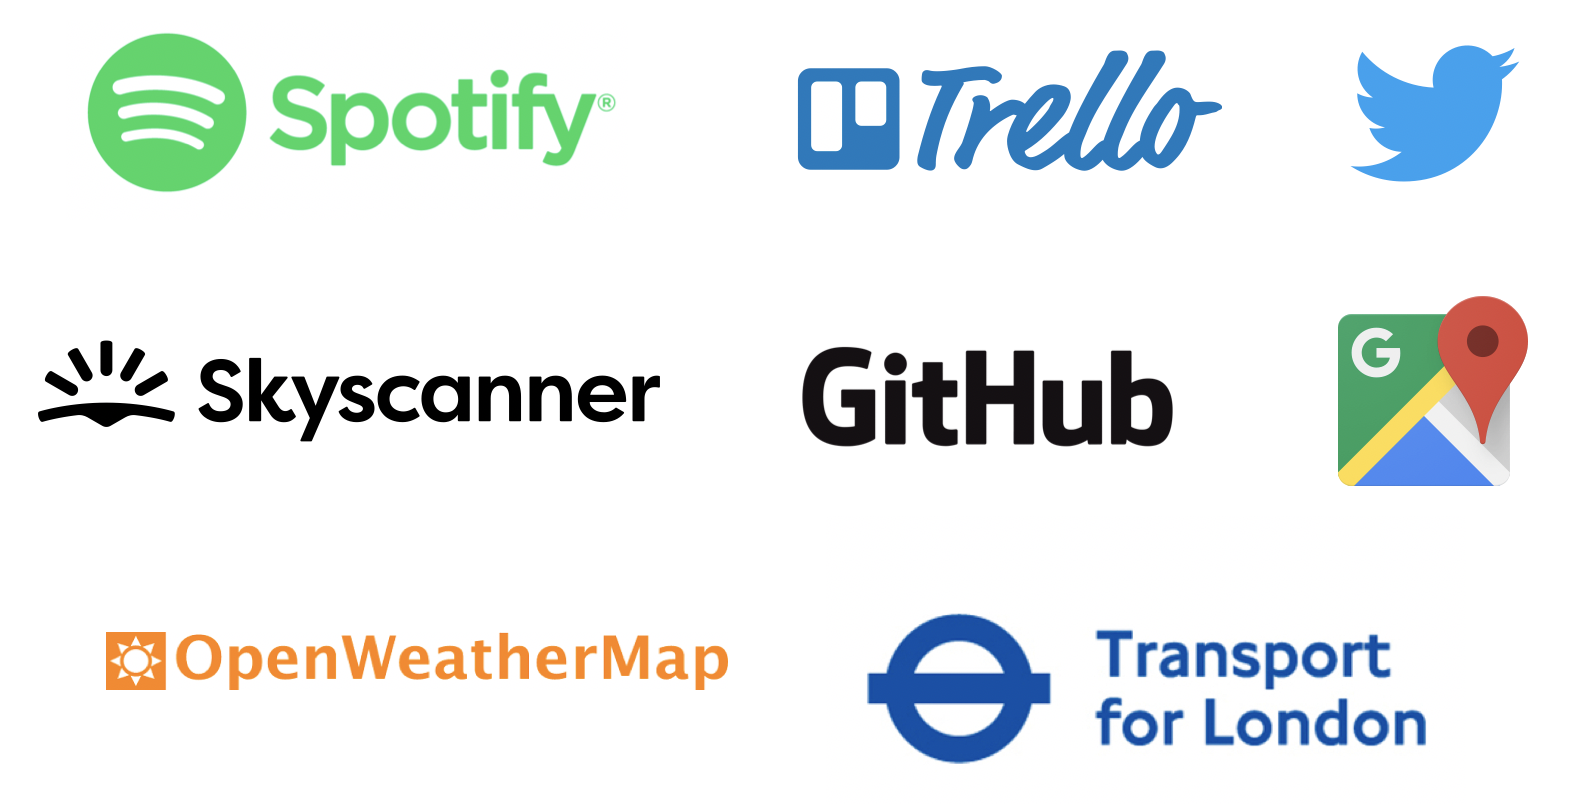 Spotify®
Trello
Skyscanner
GitHub
G
OpenWeatherMap
Transport
for London